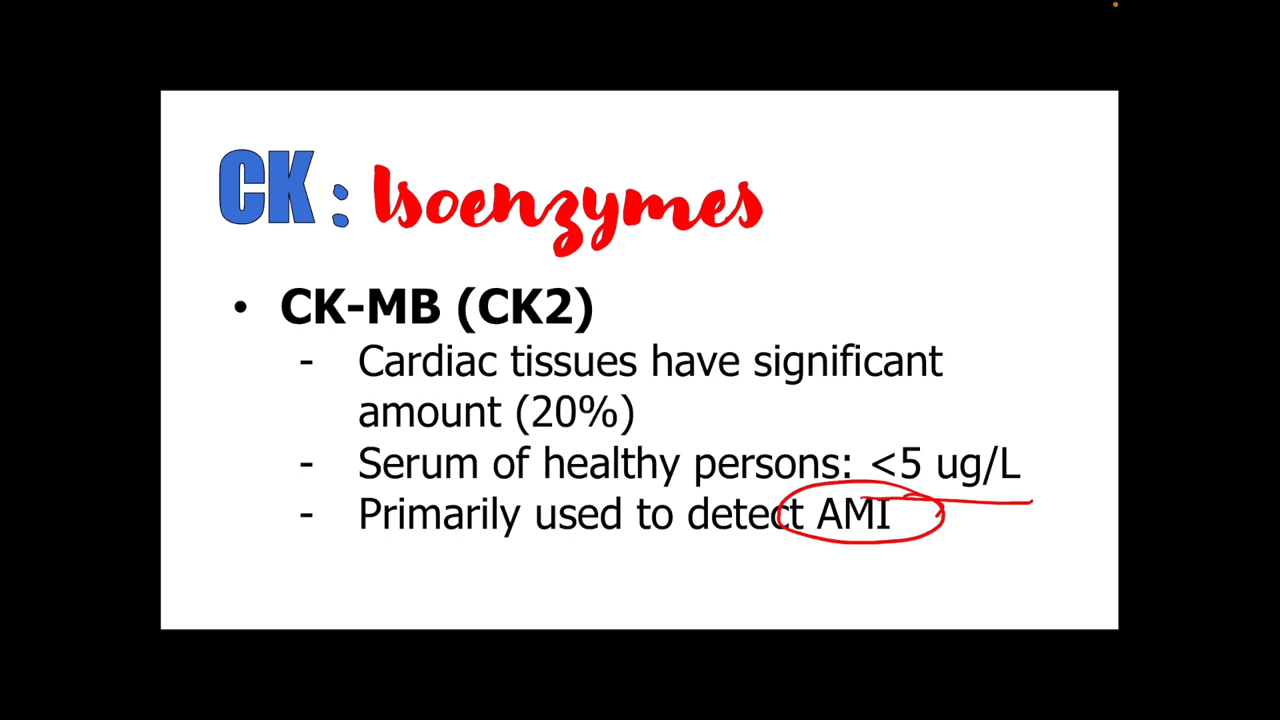 CK : Isoenzymes
• CK-MB (CK2)
- Cardiac tissues have significant
amount (20%)
- Serum of healthy persons: <5 ug/L
- Primarily used to detect AMI